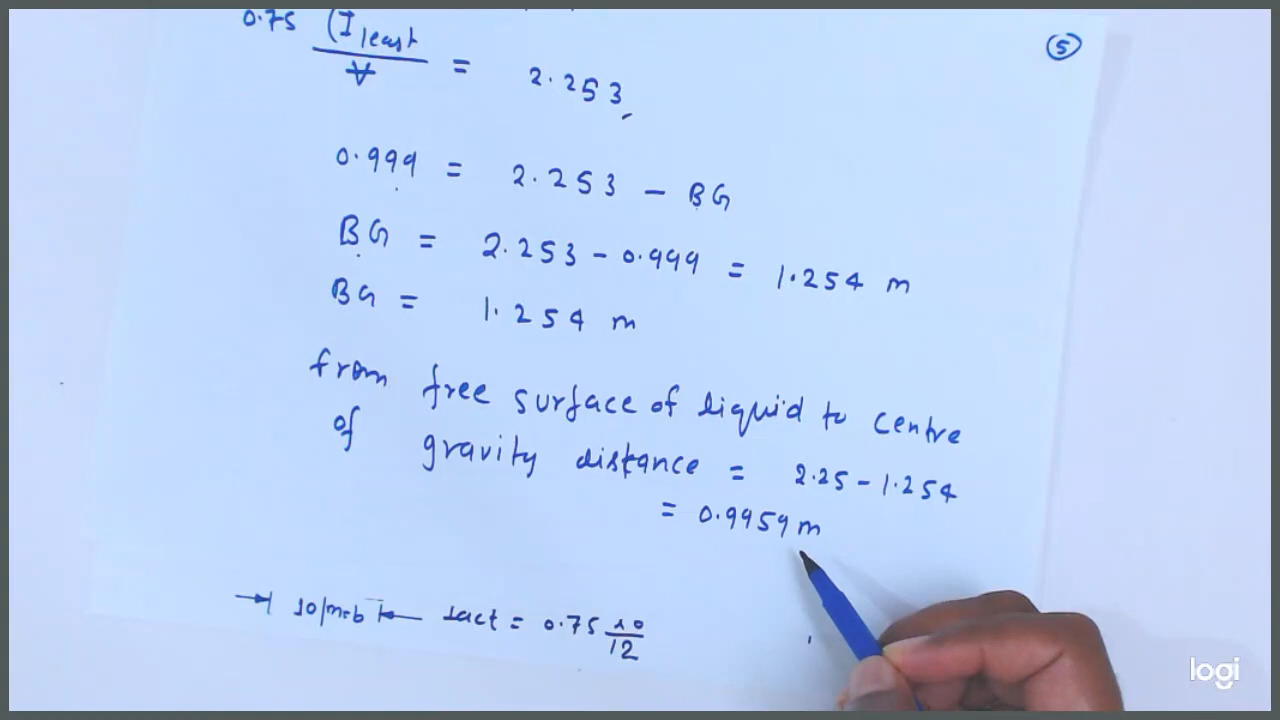 5
0.75 (I least / ∀ = 2.253
0.999 = 2.253 - BG
BG = 2.253 - 0.999 = 1.254 m
BG = 1.254 m
from free surface of liquid to centre
of gravity distance = 2.25 - 1.254
= 0.9959 m
= 0.75 10/12
logi